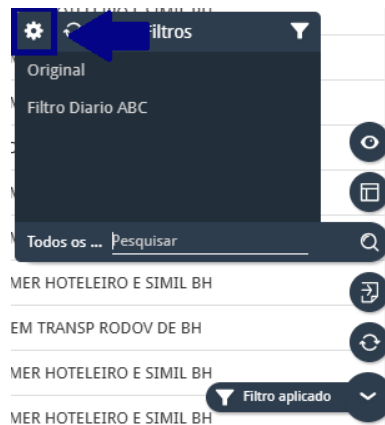 iltros
Original
Filtro Diario ABC
Todos os ... Pesquisar
MER HOTELEIRO E SIMIL BH
EM TRANSP RODOV DE BH
MER HOTELEIRO E SIMIL BH
Filtro aplicado
MER HOTELEIRO E SIMIL BH